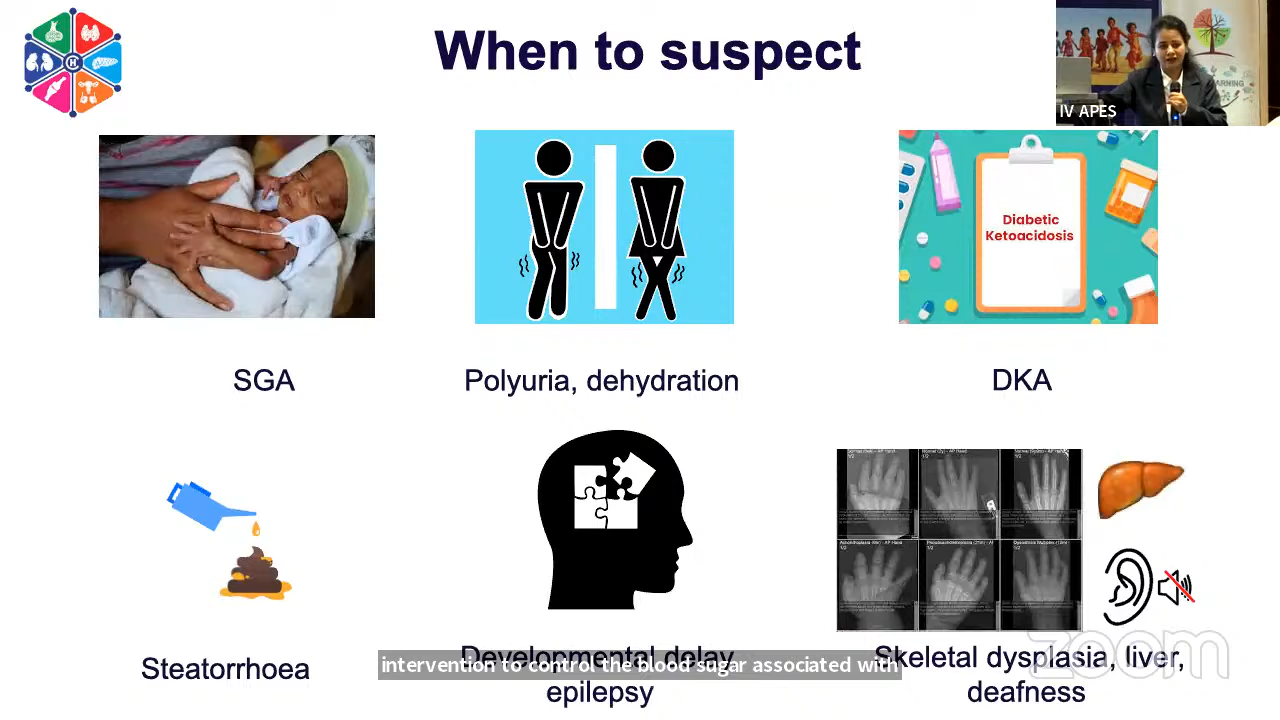 When to suspect
IV APES
Diabetic
Ketoacidosis
SGA
Polyuria, dehydration
DKA
Steatorrhoea
Developmental delay,
epilepsy
Skeletal dysplasia, liver,
deafness
intervention to control the blood sugar associated with
zoom
H